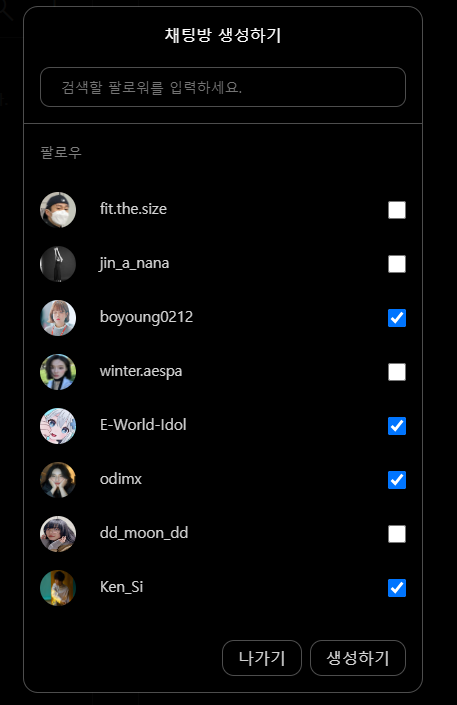 채팅방 생성하기
검색할 팔로워를 입력하세요.
팔로우
fit.the.size
jin_a_nana
boyoung0212
winter.aespa
E-World-Idol
odimx
dd_moon_dd
Ken_Si
나가기 생성하기